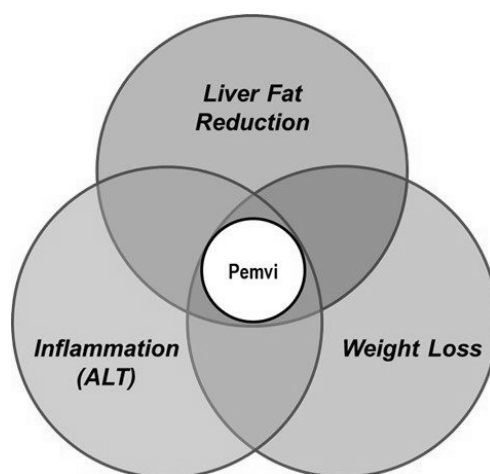 Liver Fat
Reduction
Pemvi
Inflammation
(ALT)
Weight Loss